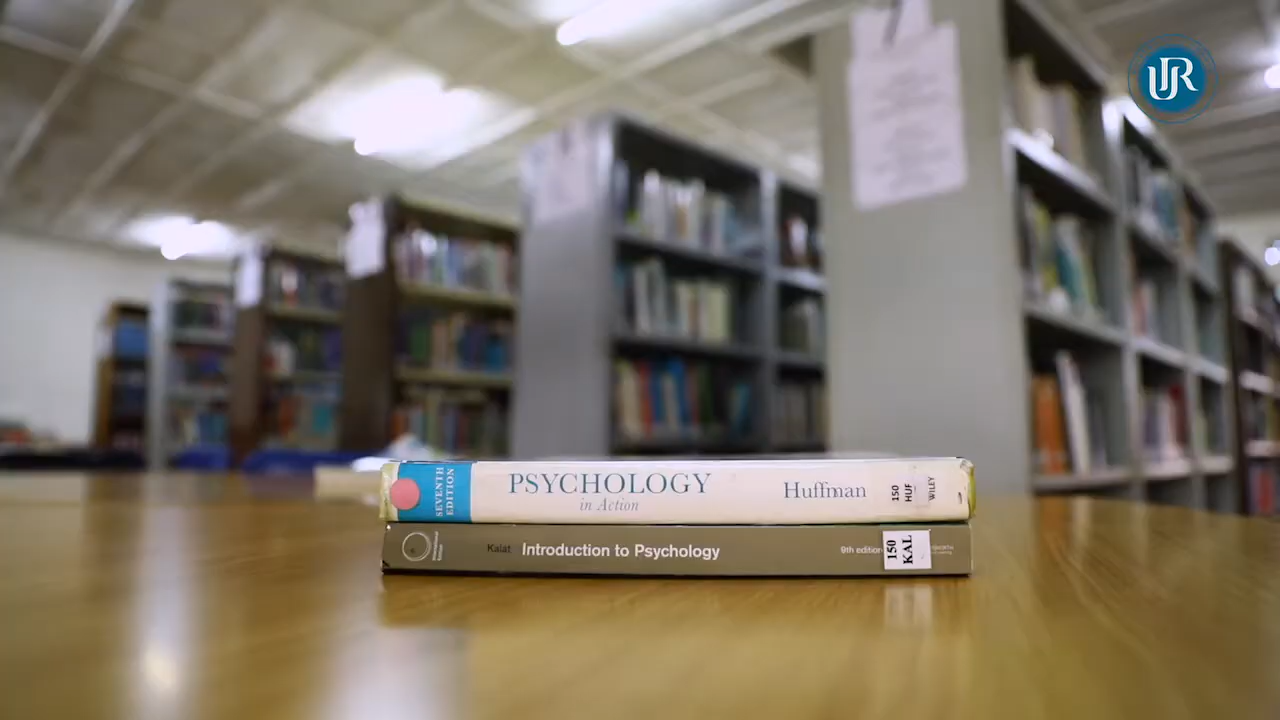 UR
SEVENTH EDITION
PSYCHOLOGY
in Action
Huffman
150
HUF
WILEY
Kalat Introduction to Psychology
9th edition
150
KAL